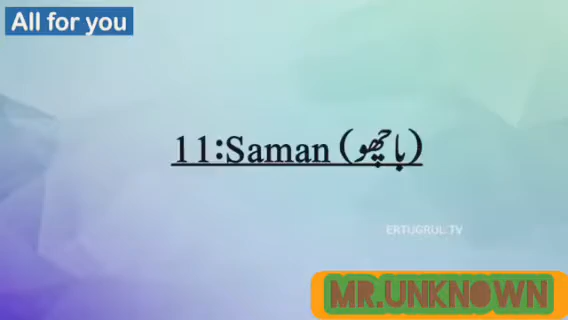 All for you
11:Saman (باچھو)
ERTUGRUL TV
MR.UNKNOWN